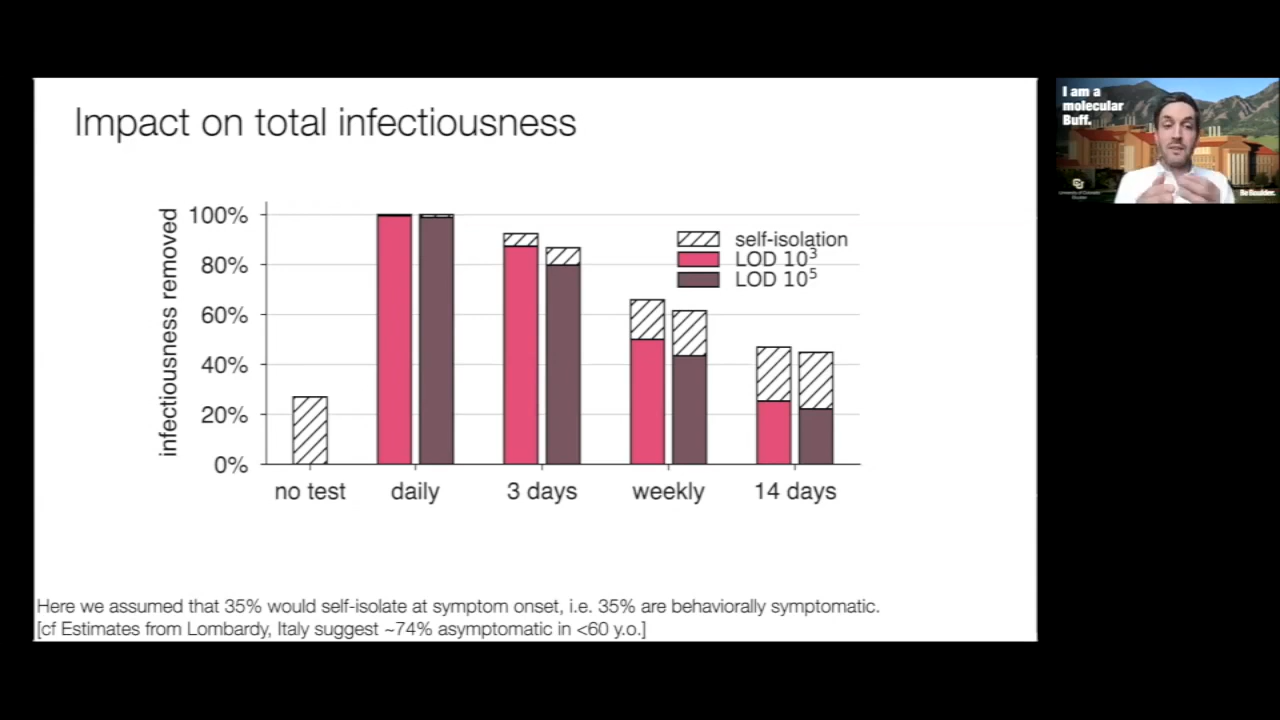 Impact on total infectiousness
infectiousness removed
100%
80%
60%
40%
20%
0%
self-isolation
LOD 10³
LOD 10⁵
no test
daily
3 days
weekly
14 days
Here we assumed that 35% would self-isolate at symptom onset, i.e. 35% are behaviorally symptomatic.
[cf Estimates from Lombardy, Italy suggest ~74% asymptomatic in <60 y.o.]
I am a
molecular
Buff.
Be Boulder.